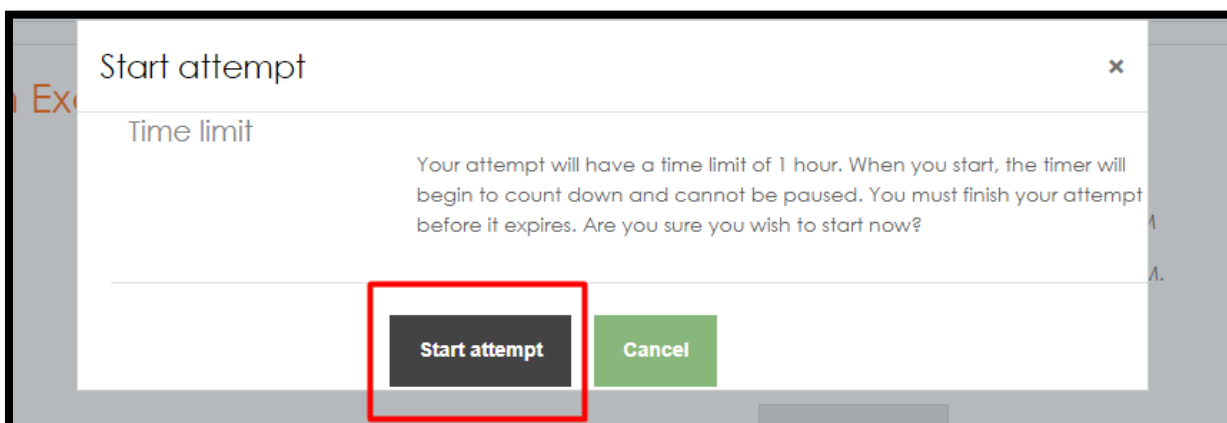 Start attempt ×
Ex
Time limit
Your attempt will have a time limit of 1 hour. When you start, the timer will
begin to count down and cannot be paused. You must finish your attempt
before it expires. Are you sure you wish to start now?
M.
Start attempt Cancel